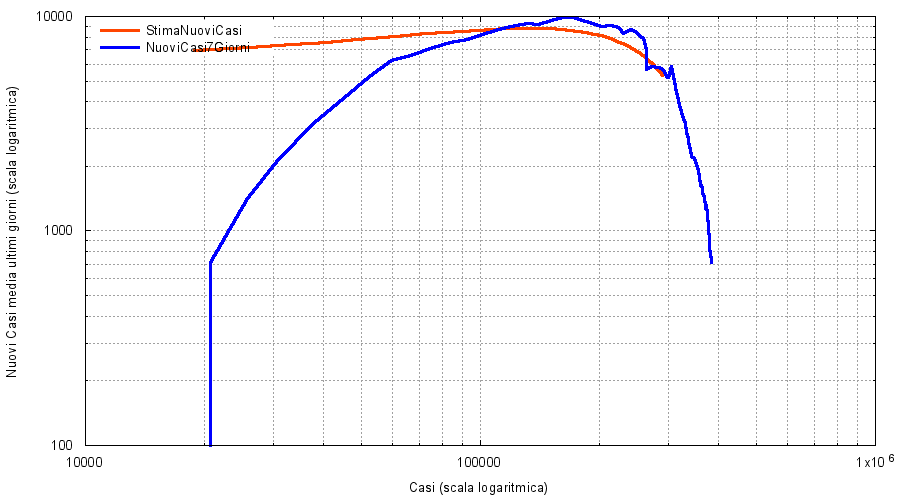 10000
StimaNuoviCasi
NuoviCasi7Giorni
Nuovi Casi media ultimi giorni (scala logaritmica)
1000
100
10000
100000
1x10 6
Casi (scala logaritmica)